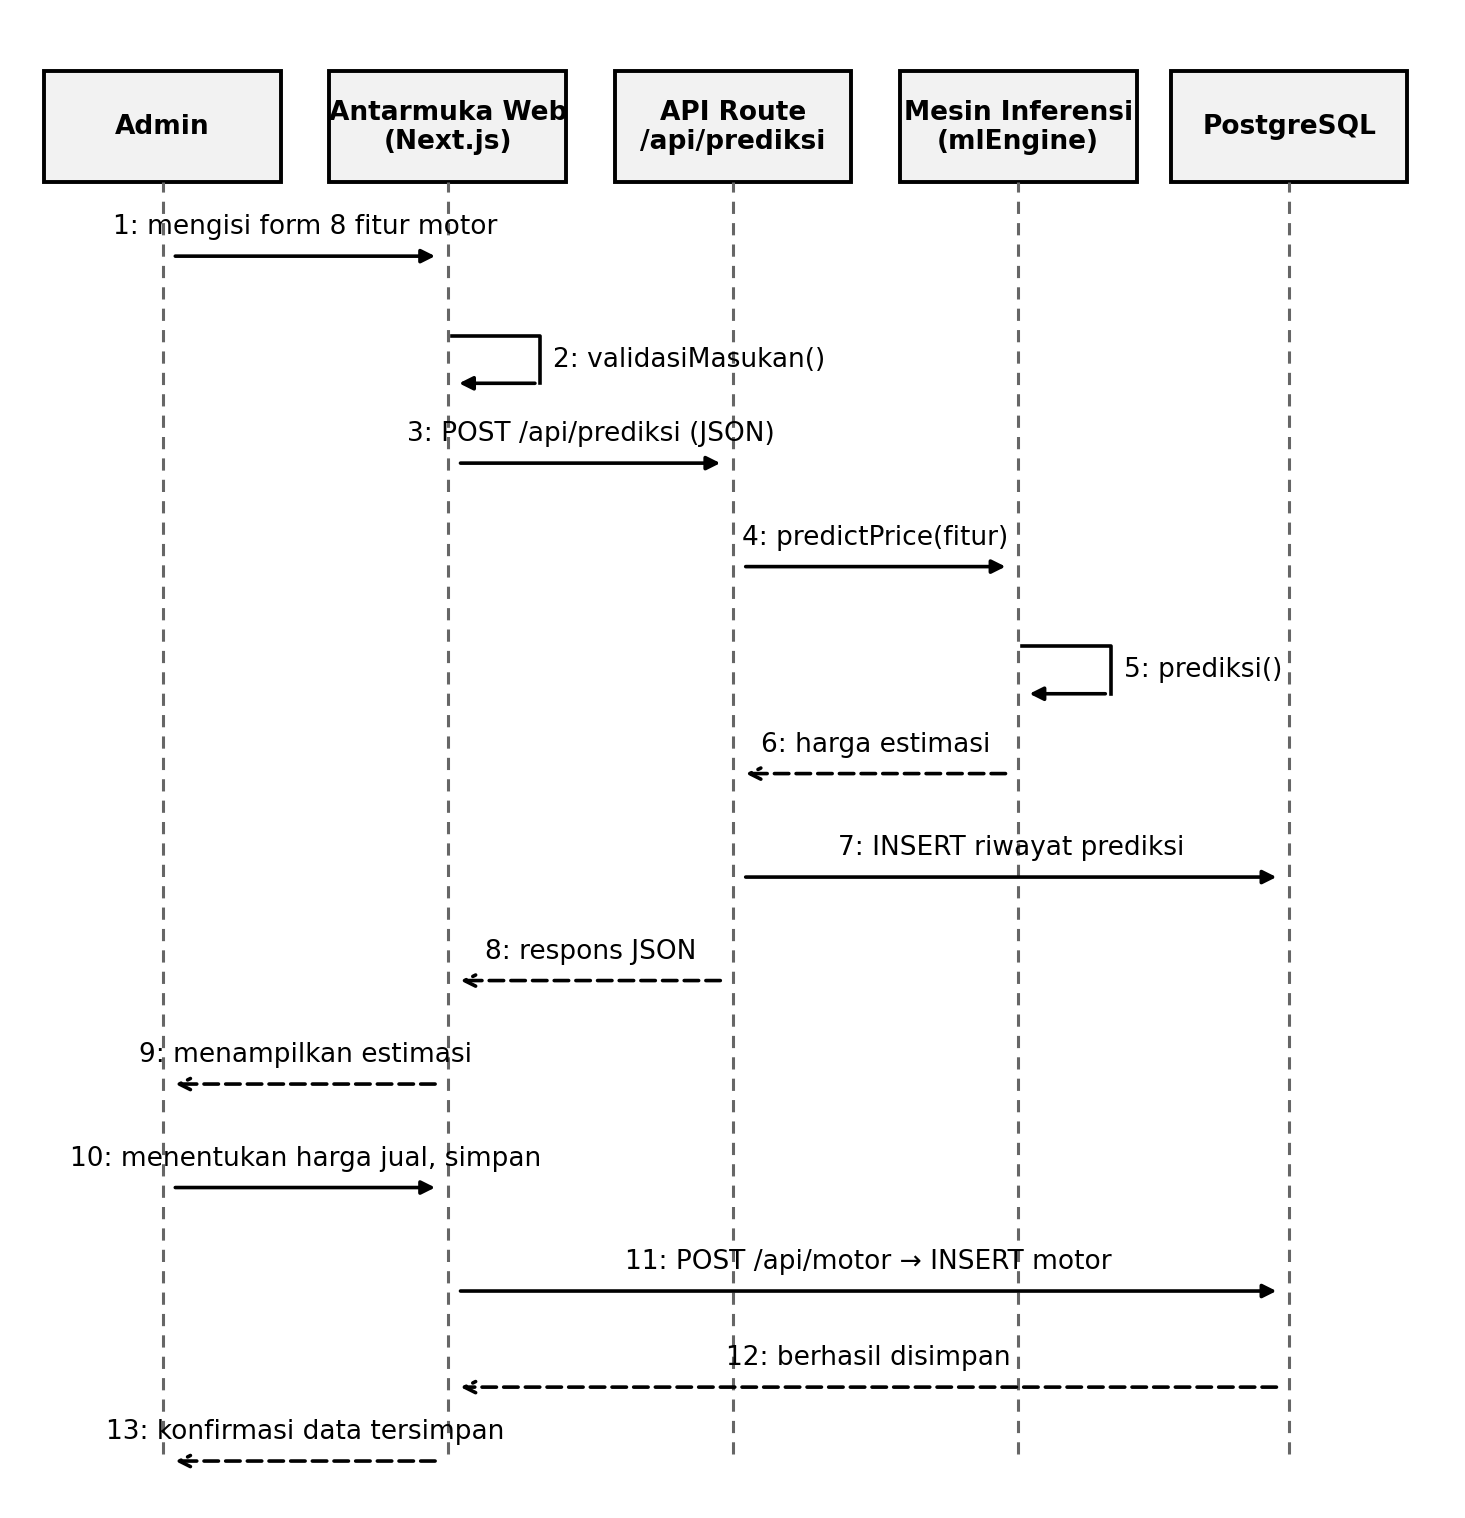 Admin
Antarmuka Web
(Next.js)
API Route
/api/prediksi
Mesin Inferensi
(mlEngine)
PostgreSQL
1: mengisi form 8 fitur motor
2: validasiMasukan()
3: POST /api/prediksi (JSON)
4: predictPrice(fitur)
5: prediksi()
6: harga estimasi
7: INSERT riwayat prediksi
8: respons JSON
9: menampilkan estimasi
10: menentukan harga jual, simpan
11: POST /api/motor → INSERT motor
12: berhasil disimpan
13: konfirmasi data tersimpan